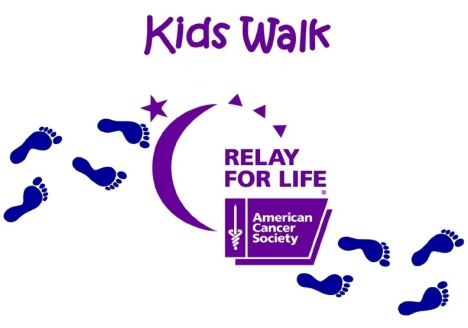 Kids Walk
RELAY
FOR LIFE®
American
Cancer
Society